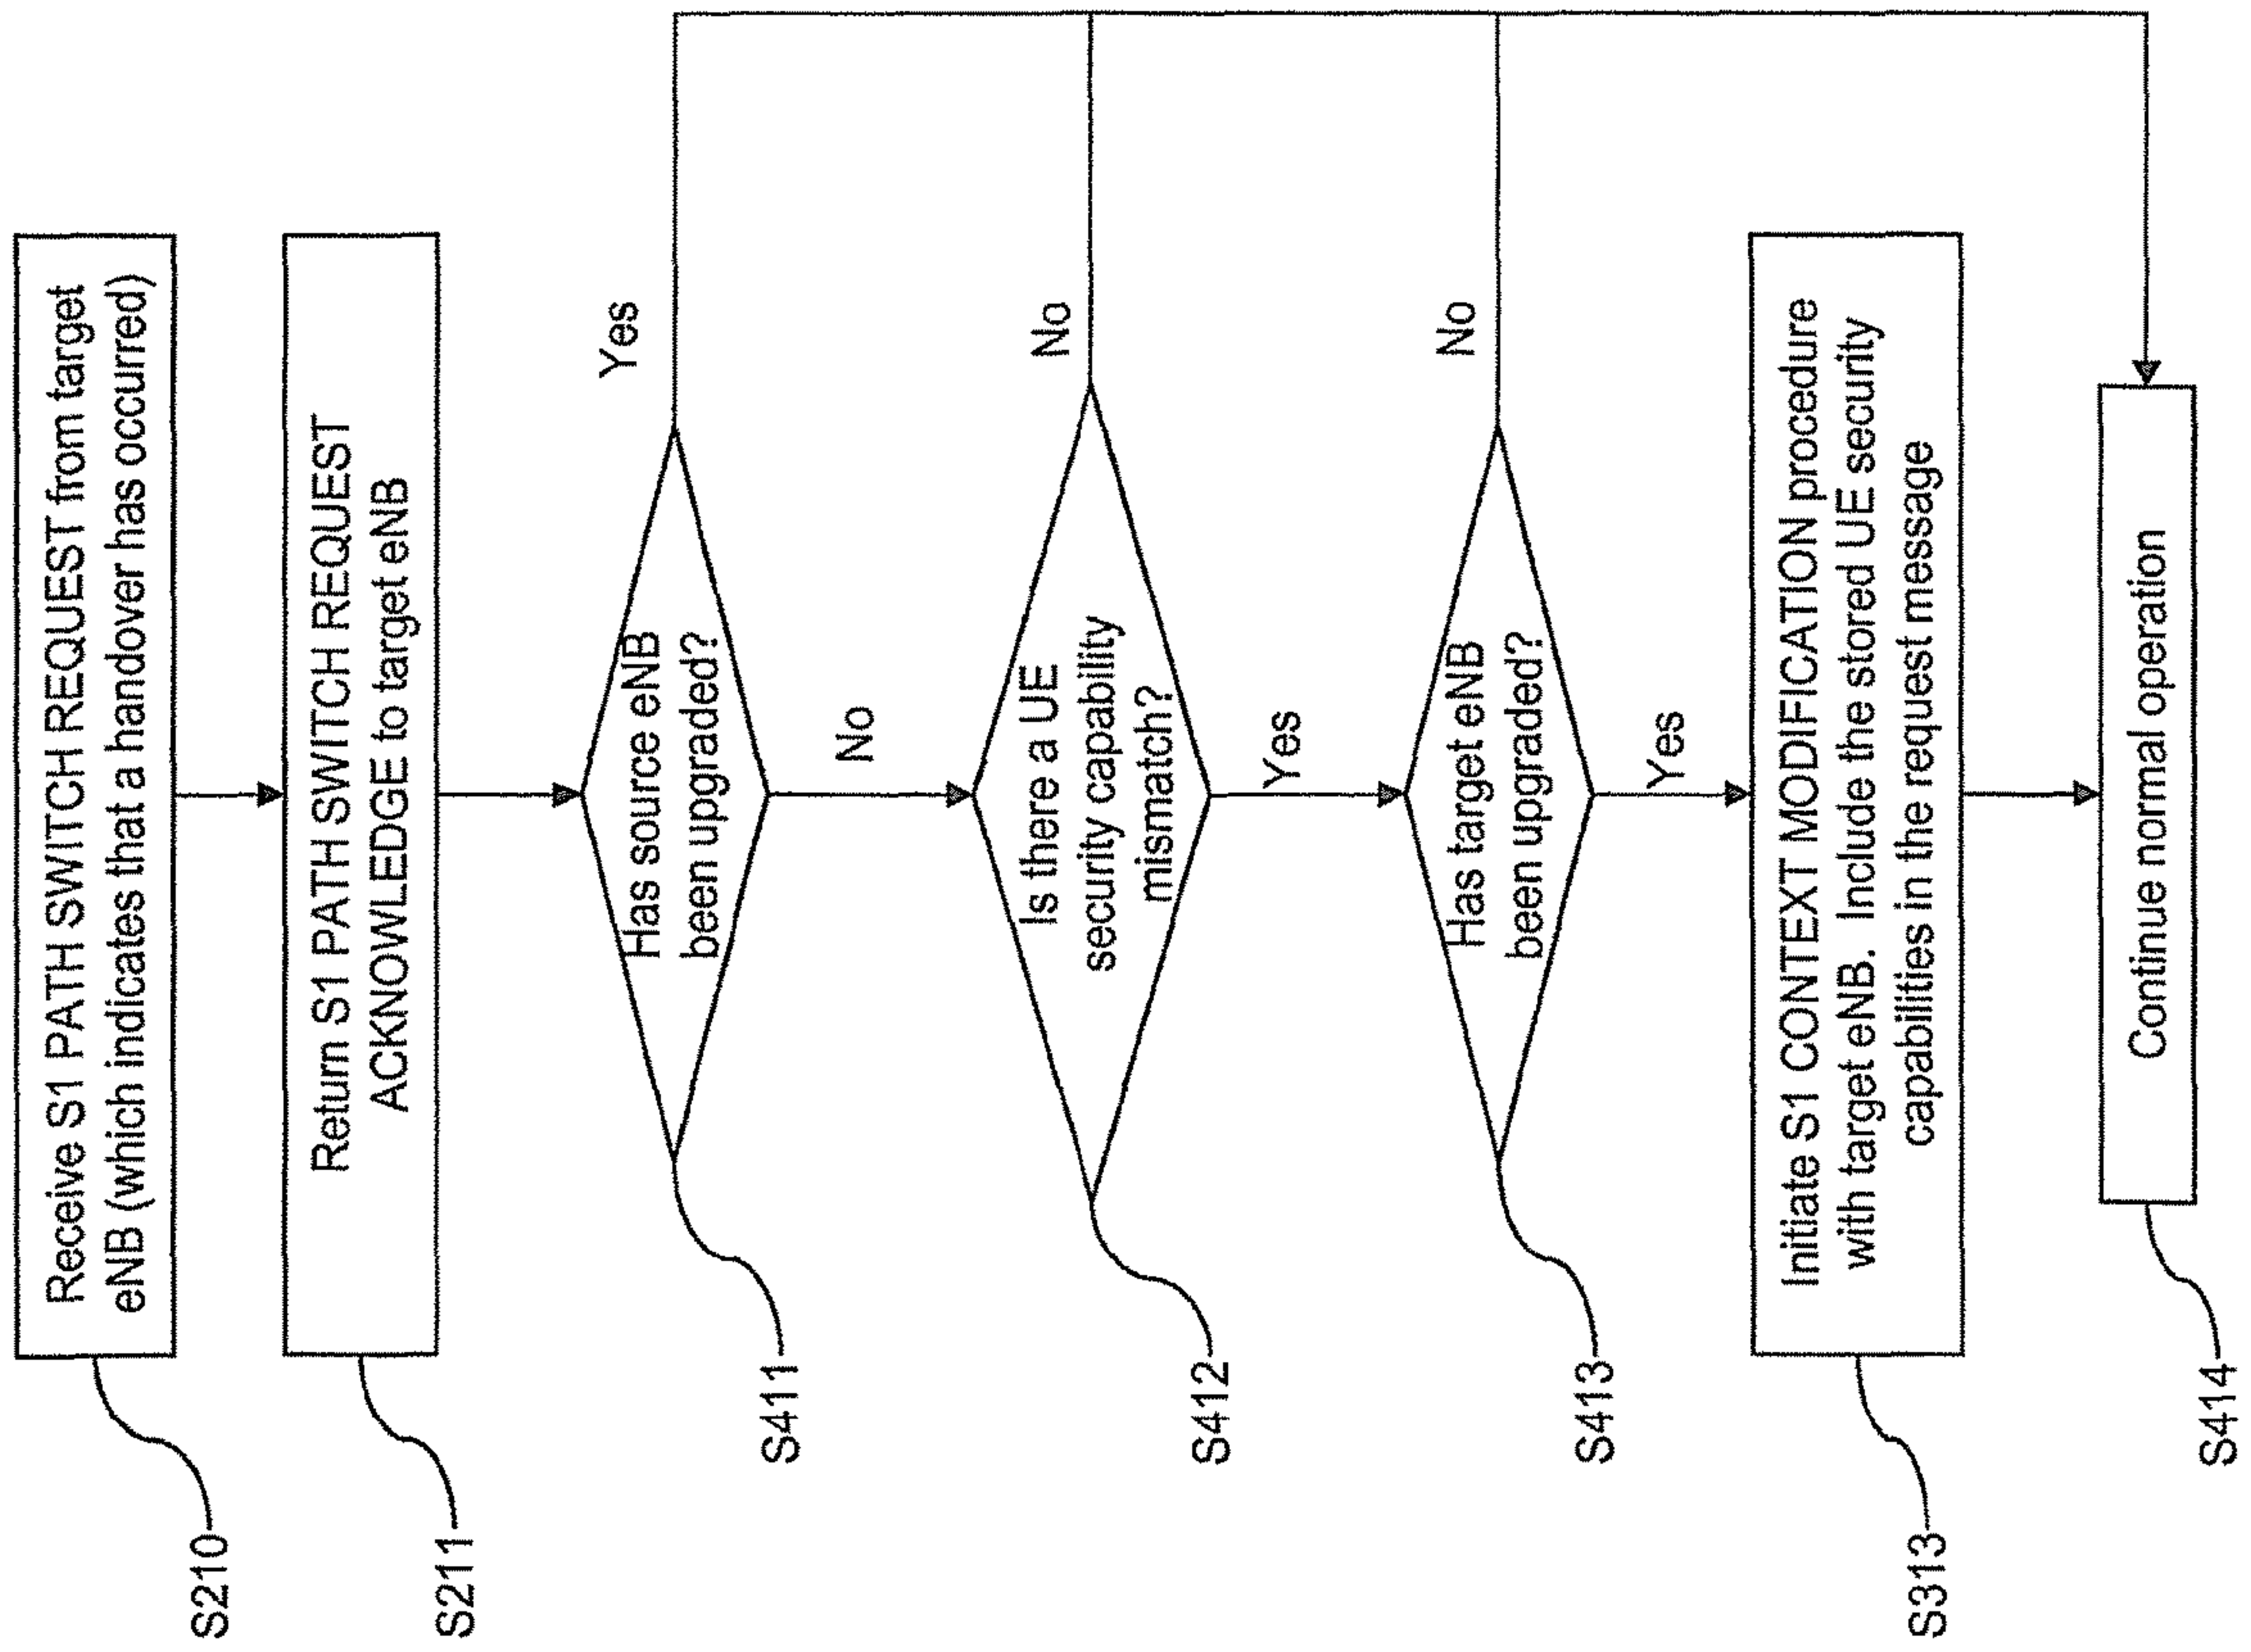 Receive S1 PATH SWITCH REQUEST from target
eNB (which indicates that a handover has occurred)
S210
Return S1 PATH SWITCH REQUEST
ACKNOWLEDGE to target eNB
S211
Has source eNB
been upgraded?
Yes
No
S411
Is there a UE
security capability
mismatch?
No
Yes
S412
Has target eNB
been upgraded?
No
Yes
S413
Initiate S1 CONTEXT MODIFICATION procedure
with target eNB. Include the stored UE security
capabilities in the request message
S313
Continue normal operation
S414